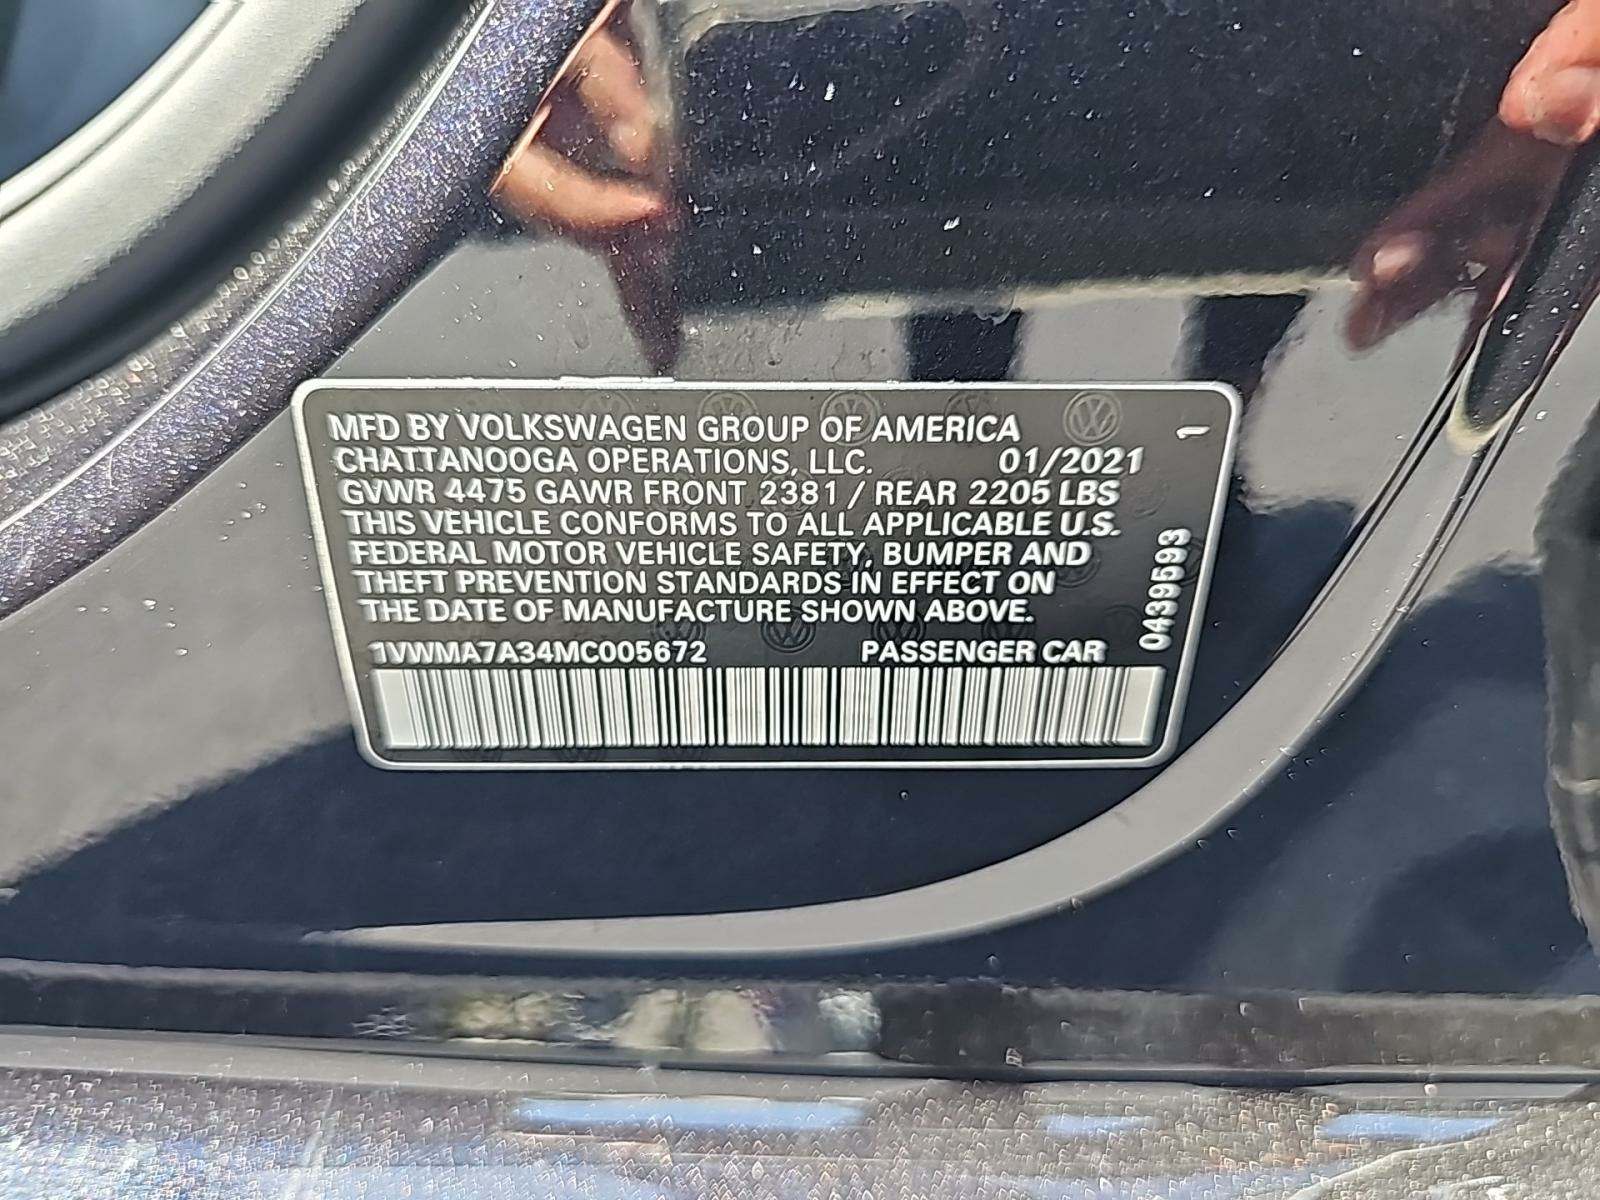 MFD BY VOLKSWAGEN GROUP OF AMERICA 1
CHATTANOOGA OPERATIONS, LLC. 01/2021
GVWR 4475 GAWR FRONT 2381 / REAR 2205 LBS
THIS VEHICLE CONFORMS TO ALL APPLICABLE U.S.
FEDERAL MOTOR VEHICLE SAFETY, BUMPER AND
THEFT PREVENTION STANDARDS IN EFFECT ON
THE DATE OF MANUFACTURE SHOWN ABOVE.
1VWMA7A34MC005672 PASSENGER CAR
0439593